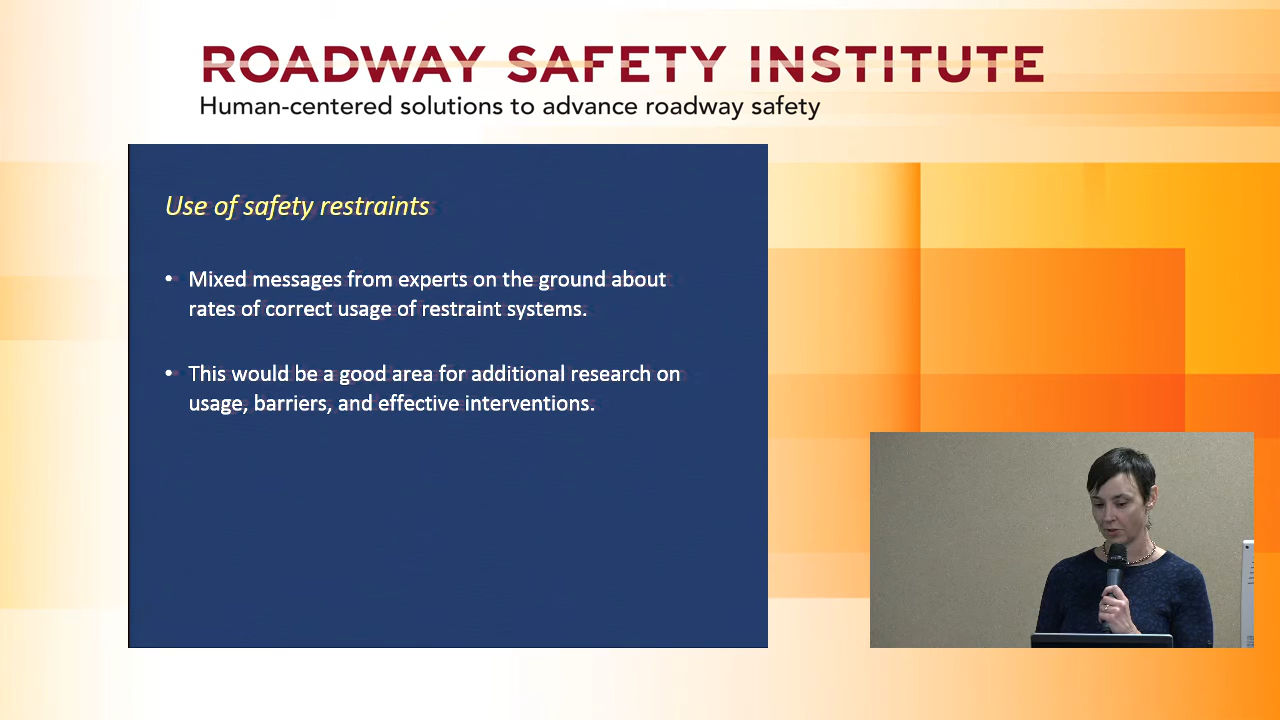 ROADWAY SAFETY INSTITUTE
Human-centered solutions to advance roadway safety
Use of safety restraints
• Mixed messages from experts on the ground about
rates of correct usage of restraint systems.
• This would be a good area for additional research on
usage, barriers, and effective interventions.